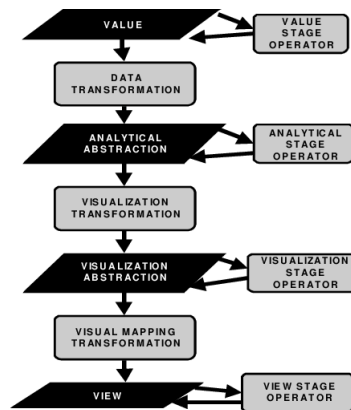 VALUE
VALUE
STAGE
OPERATOR
DATA
TRANSFORMATION
ANALYTICAL
ABSTRACTION
ANALYTICAL
STAGE
OPERATOR
VISUALIZATION
TRANSFORMATION
VISUALIZATION
ABSTRACTION
VISUALIZATION
STAGE
OPERATOR
VISUAL MAPPING
TRANSFORMATION
VIEW
VIEW STAGE
OPERATOR